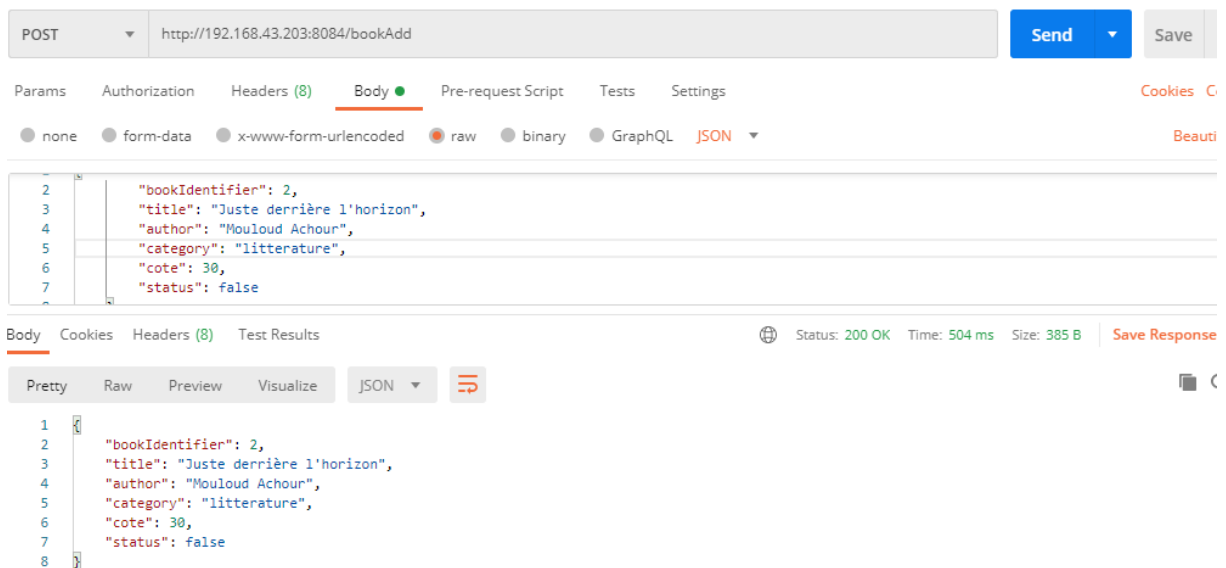 POST http://192.168.43.203:8084/bookAdd Send Save
Params Authorization Headers (8) Body Pre-request Script Tests Settings Cookies
none form-data x-www-form-urlencoded raw binary GraphQL JSON
2 "bookIdentifier": 2,
3 "title": "Juste derrière l'horizon",
4 "author": "Mouloud Achour",
5 "category": "litterature",
6 "cote": 30,
7 "status": false
Body Cookies Headers (8) Test Results Status: 200 OK Time: 504 ms Size: 385 B Save Response
Pretty Raw Preview Visualize JSON
1 {
2 "bookIdentifier": 2,
3 "title": "Juste derrière l'horizon",
4 "author": "Mouloud Achour",
5 "category": "litterature",
6 "cote": 30,
7 "status": false
8 }